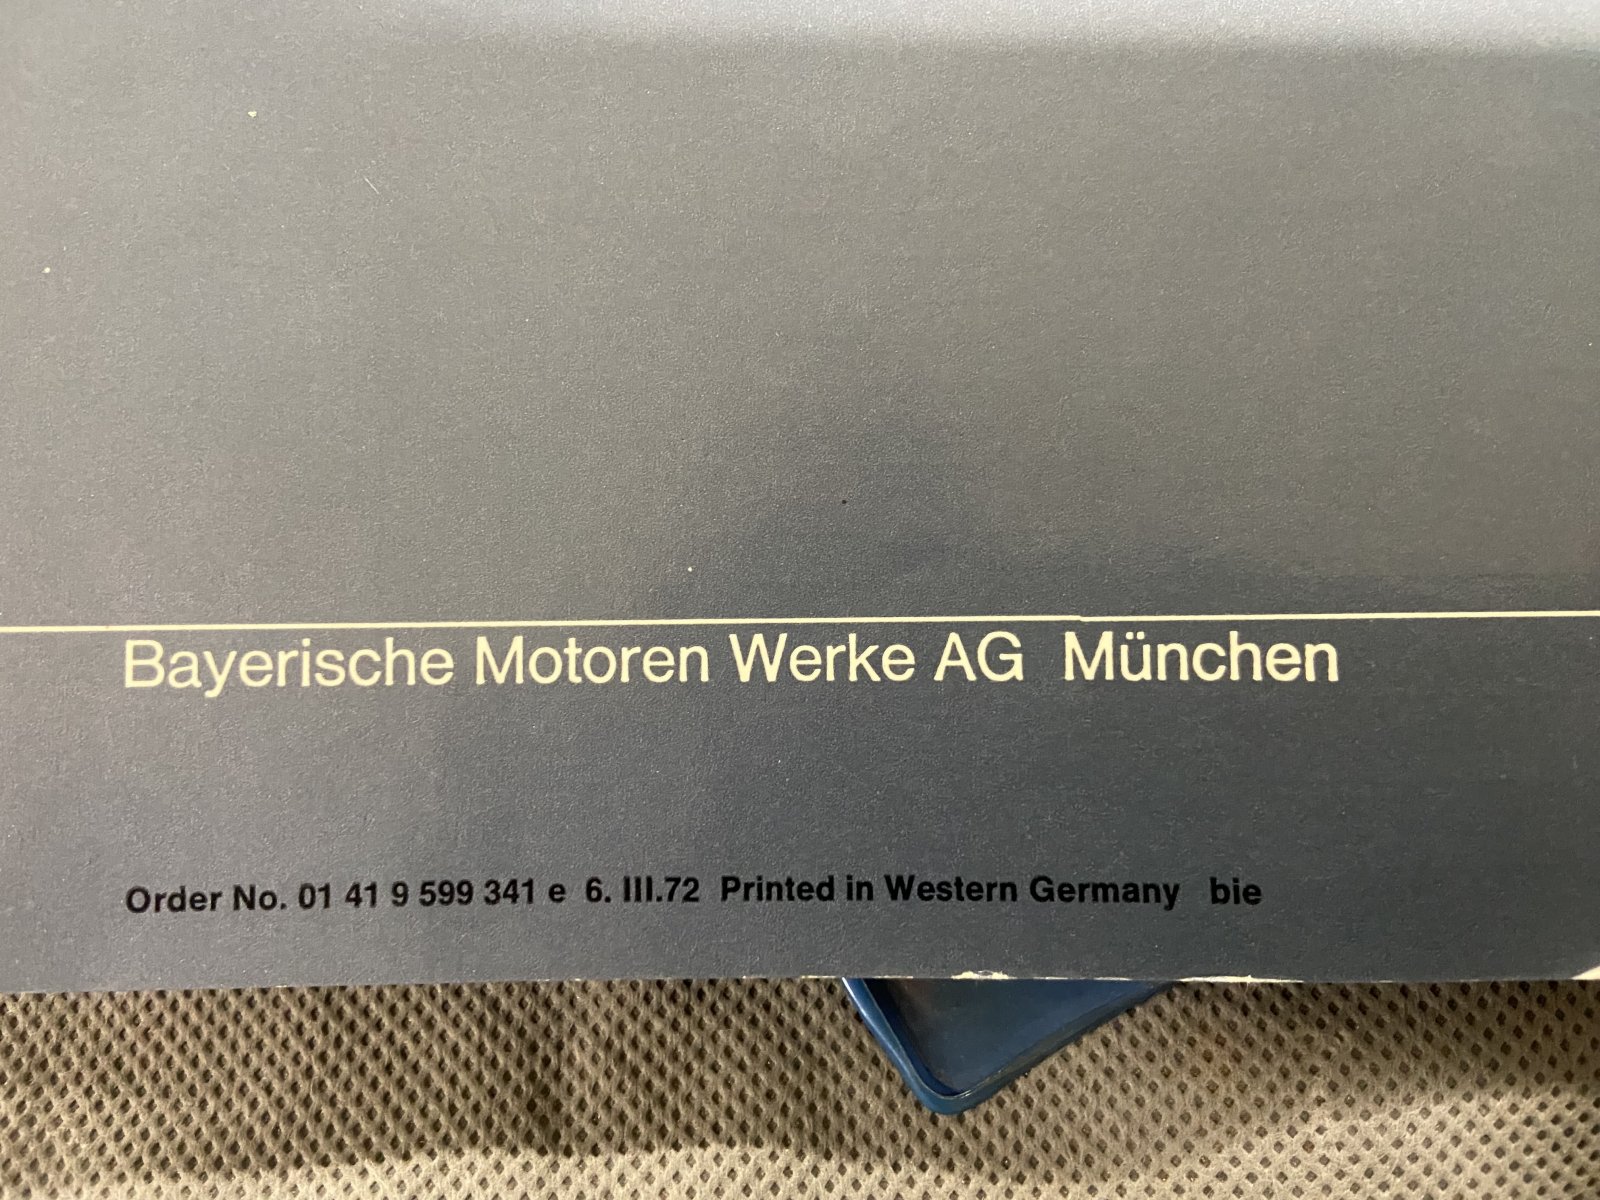 Bayerische Motoren Werke AG München
Order No. 01 41 9 599 341 e 6. III.72 Printed in Western Germany bie